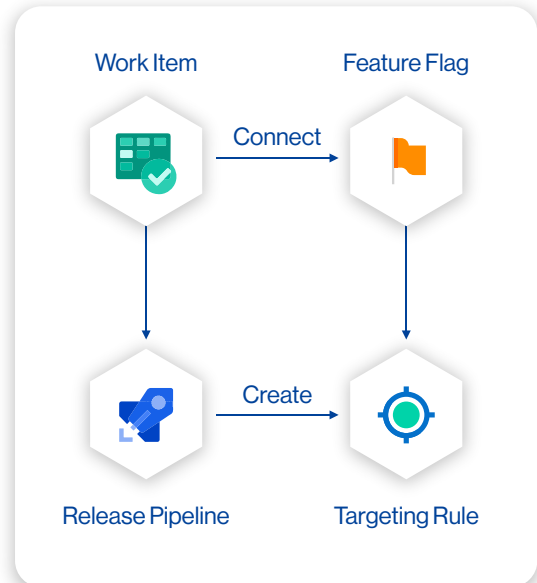 Work Item
Feature Flag
Connect
Create
Release Pipeline
Targeting Rule